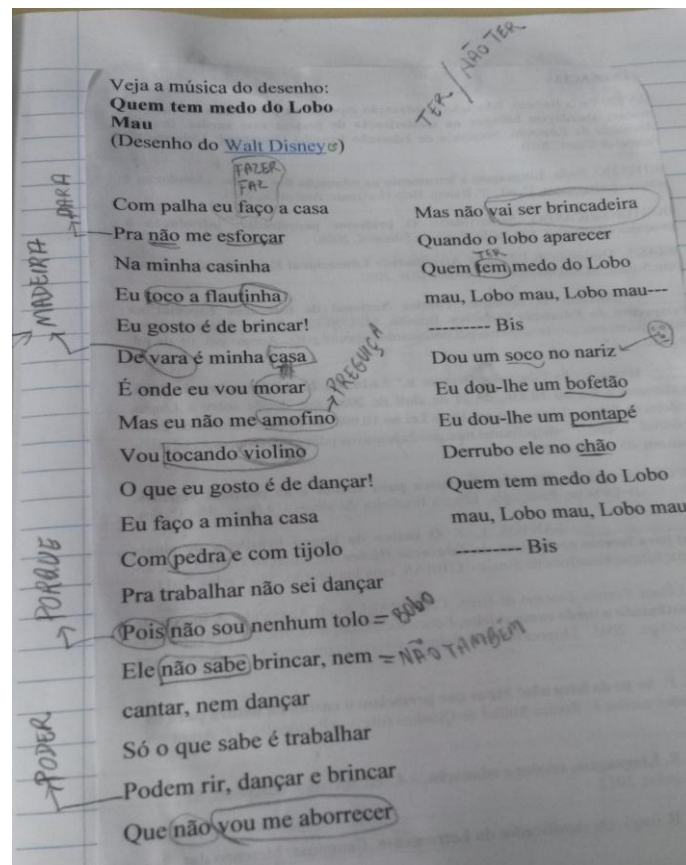 TER / NÃO TER
Veja a música do desenho:
Quem tem medo do Lobo
Mau
(Desenho do Walt Disney)
FAZER
FAZ
Com palha eu faço a casa
PARA
Pra não me esforçar
Na minha casinha
Eu toco a flautinha
Eu gosto é de brincar!
MADEIRA
De vara é minha casa
É onde eu vou morar
Mas eu não me amofino
PREGUIÇA
Vou tocando violino
O que eu gosto é de dançar!
Eu faço a minha casa
Com pedra e com tijolo
Pra trabalhar não sei dançar
PORQUE
Pois não sou nenhum tolo = BOBO
Ele não sabe brincar, nem = NÃO TAMBÉM
cantar, nem dançar
Só o que sabe é trabalhar
PODER
Podem rir, dançar e brincar
Que não vou me aborrecer
Mas não vai ser brincadeira
Quando o lobo aparecer
TER
Quem tem medo do Lobo
mau, Lobo mau, Lobo mau---
--------- Bis
Dou um soco no nariz
Eu dou-lhe um bofetão
Eu dou-lhe um pontapé
Derrubo ele no chão
Quem tem medo do Lobo
mau, Lobo mau, Lobo mau
--------- Bis